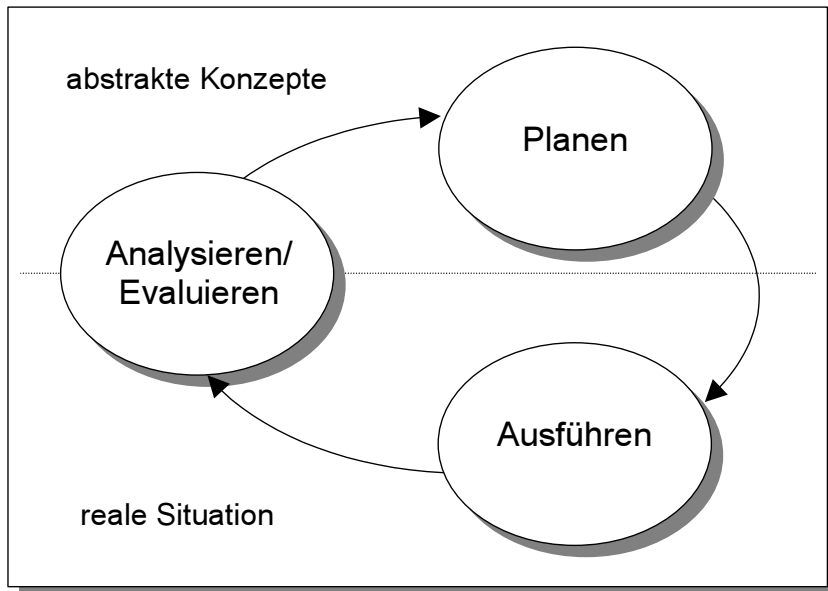 abstrakte Konzepte
Planen
Analysieren/
Evaluieren
Ausführen
reale Situation